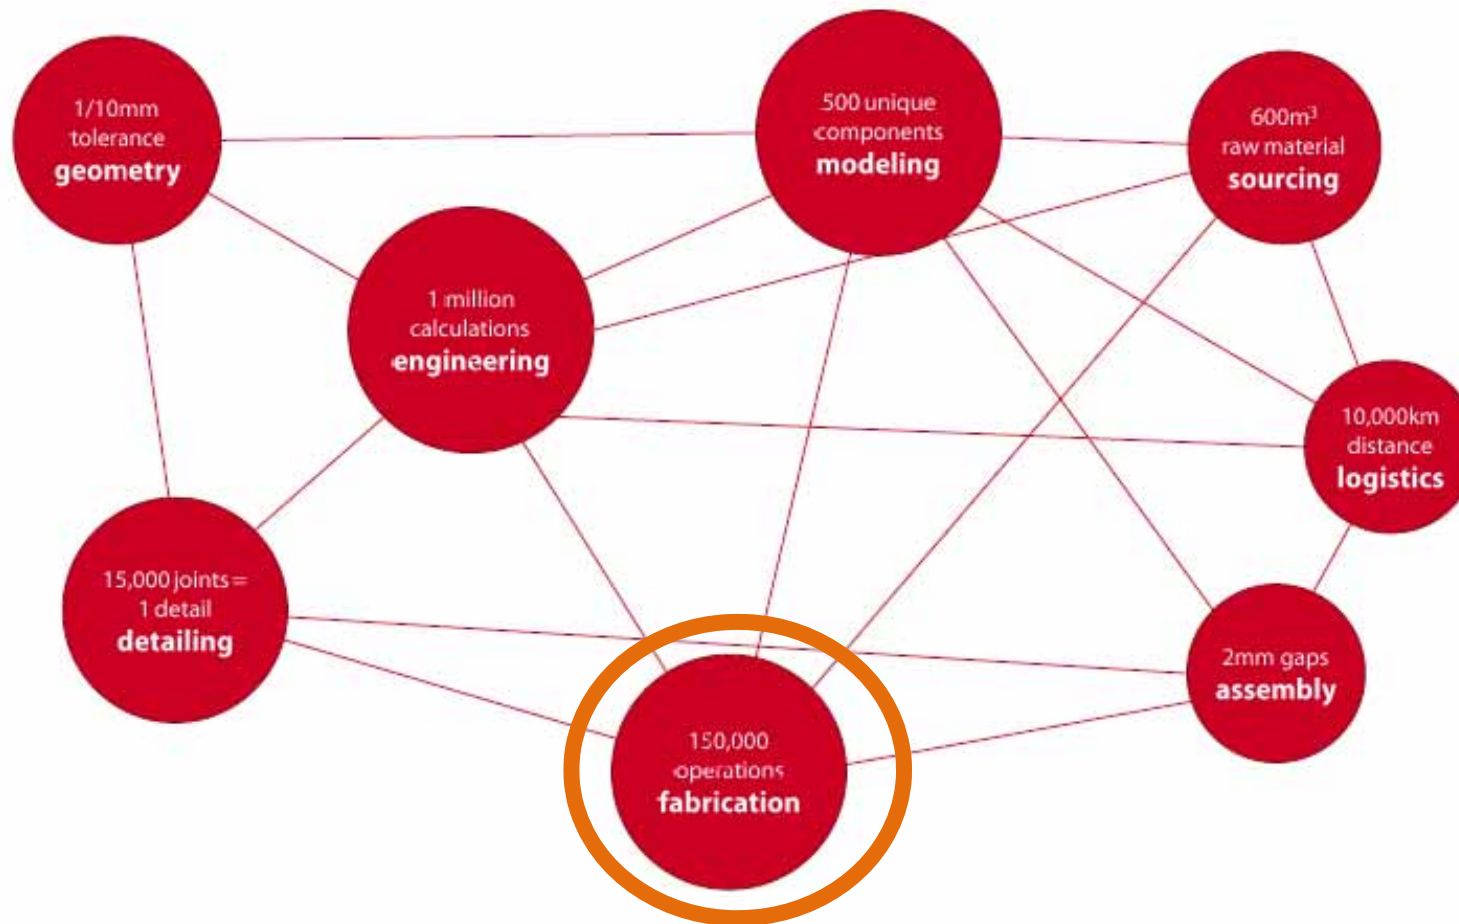 1/10mm
tolerance
geometry
500 unique
components
modeling
600m³
raw material
sourcing
1 million
calculations
engineering
10,000km
distance
logistics
15,000 joints =
1 detail
detailing
2mm gaps
assembly
150,000
operations
fabrication